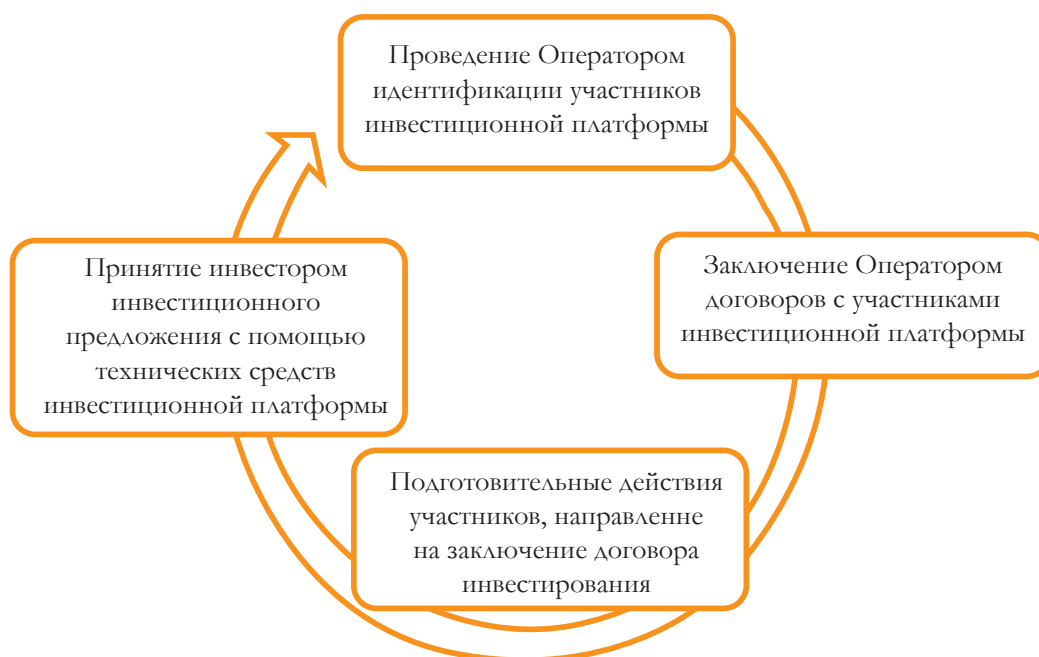 Проведение Оператором
идентификации участников
инвестиционной платформы
Заключение Оператором
договоров с участниками
инвестиционной платформы
Подготовительные действия
участников, направленне
на заключение договора
инвестирования
Принятие инвестором
инвестиционного
предложения с помощью
технических средств
инвестиционной платформы